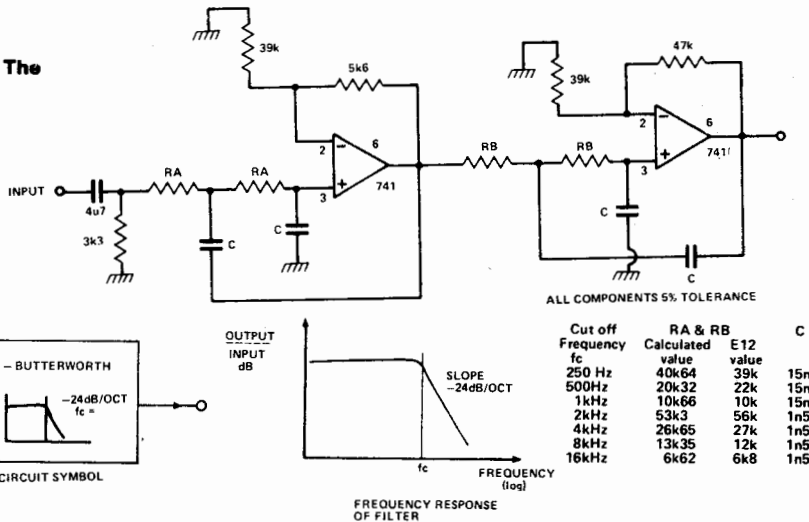 The
39k
5k6
2
6
3
741
INPUT
4u7
3k3
RA
RA
C
C
RB
RB
39k
47k
2
6
3
741
C
C
ALL COMPONENTS 5% TOLERANCE
– BUTTERWORTH
–24dB/OCT
fc =
CIRCUIT SYMBOL
OUTPUT
INPUT
dB
SLOPE
–24dB/OCT
fc
FREQUENCY
(log)
FREQUENCY RESPONSE
OF FILTER
Cut off RA & RB C
Frequency Calculated E12
fc value value
250 Hz 40k64 39k 15n
500Hz 20k32 22k 15n
1kHz 10k66 10k 15n
2kHz 53k3 56k 1n5
4kHz 26k65 27k 1n5
8kHz 13k35 12k 1n5
16kHz 6k62 6k8 1n5